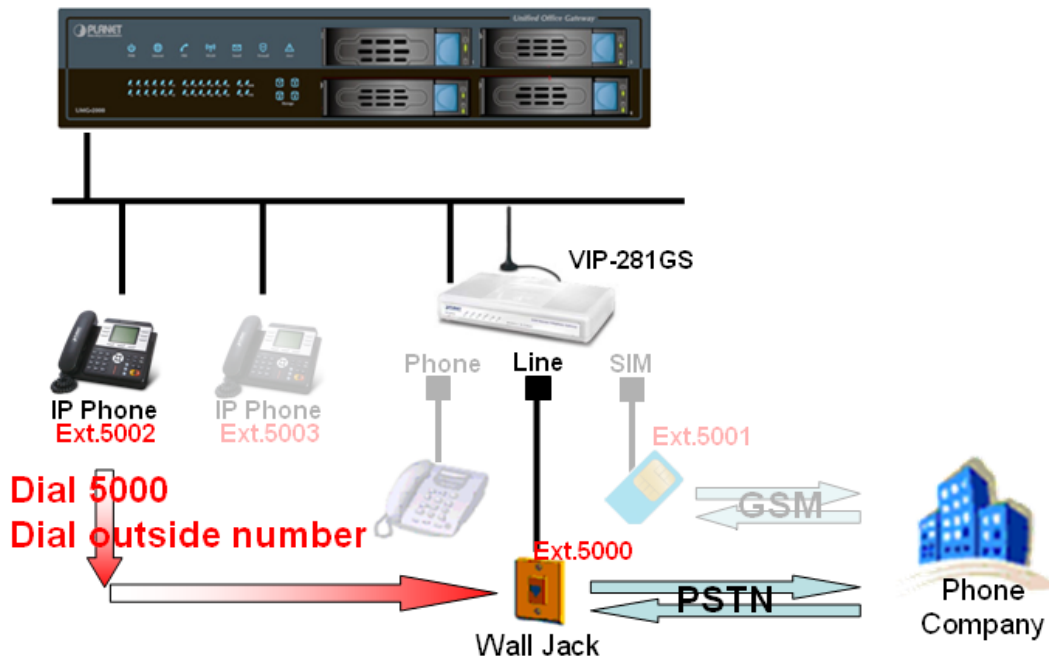 PLANET
Unified Office Gateway
VIP-281GS
Phone
Line
SIM
IP Phone
Ext.5002
IP Phone
Ext.5003
Ext.5001
Dial 5000
Dial outside number
GSM
Ext.5000
PSTN
Wall Jack
Phone
Company